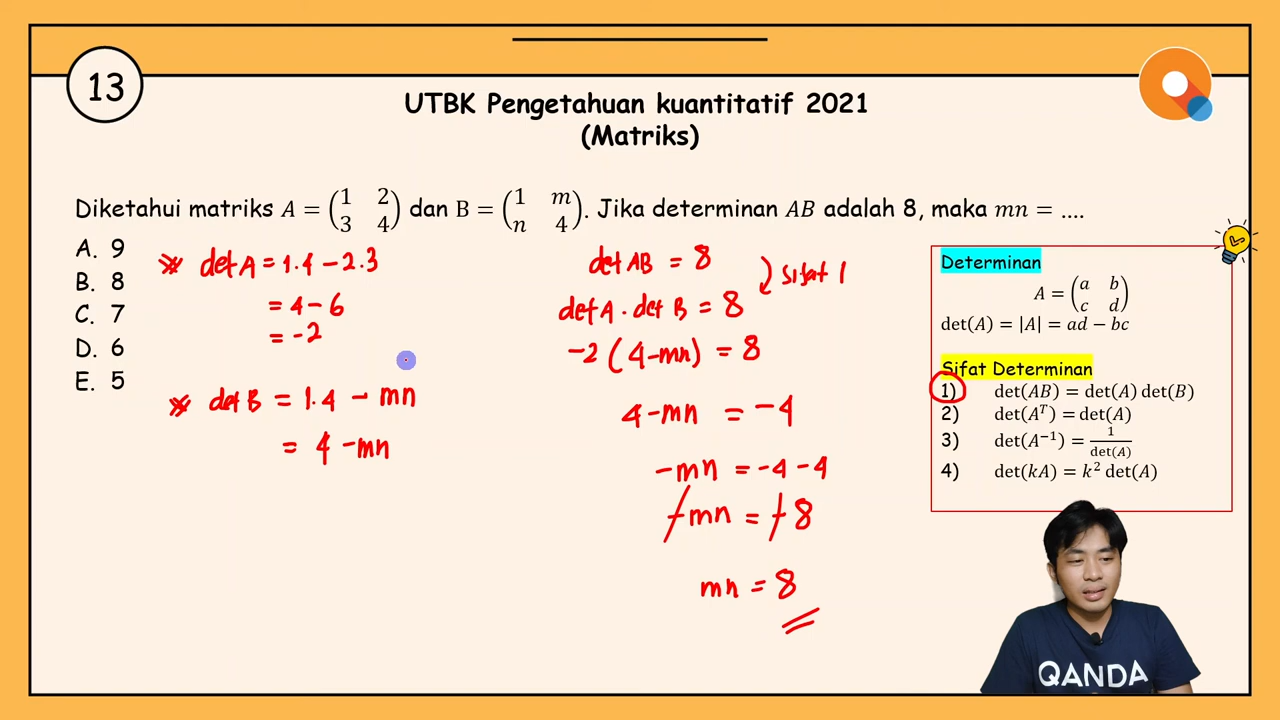 13
UTBK Pengetahuan kuantitatif 2021
(Matriks)
Diketahui matriks A = (1 2 3 4) dan B = (1 m n 4). Jika determinan AB adalah 8, maka mn = ....
A. 9
B. 8
C. 7
D. 6
E. 5
※ det A = 1.4 - 2.3
= 4 - 6
= -2
※ det B = 1.4 - mn
= 4 - mn
det AB = 8
sifat 1
det A . det B = 8
-2 (4 - mn) = 8
4 - mn = -4
-mn = -4 - 4
-mn = -8
mn = 8
Determinan
A = (a b c d)
det(A) = |A| = ad − bc
Sifat Determinan
1) det(AB) = det(A) det(B)
2) det(A^T) = det(A)
3) det(A^-1) = 1/det(A)
4) det(kA) = k^2 det(A)
QANDA